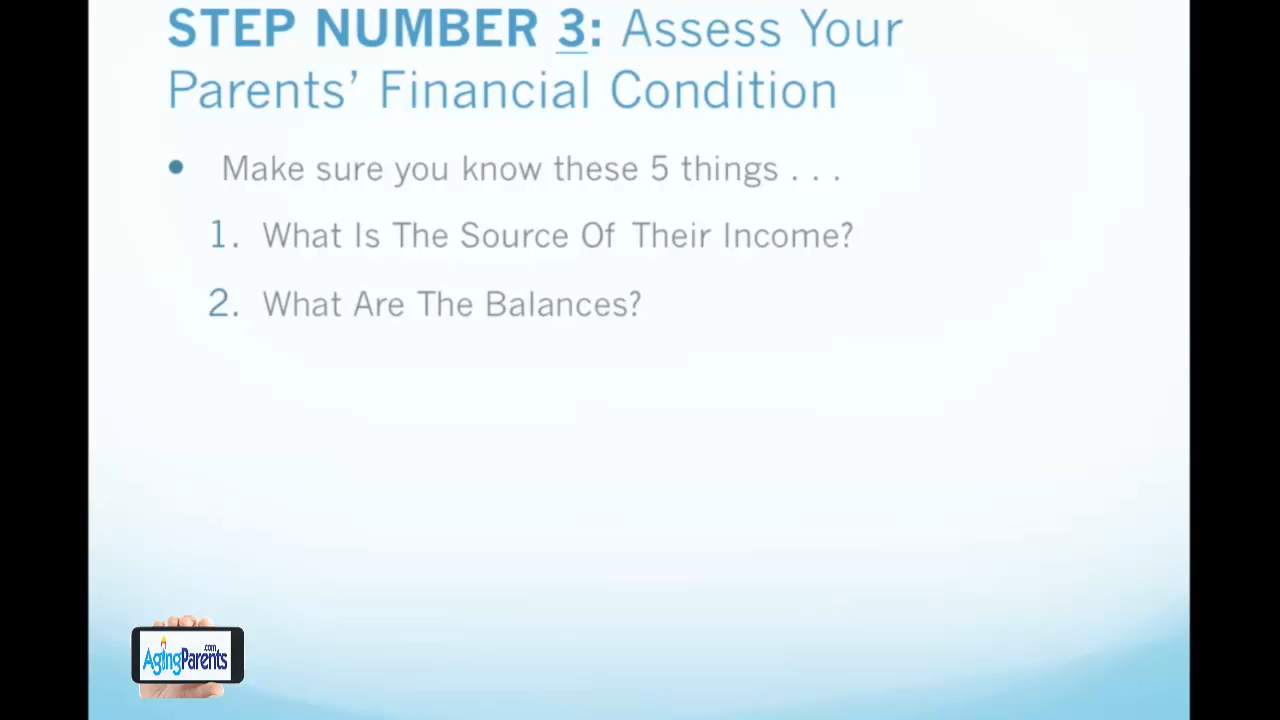 STEP NUMBER 3: Assess Your
Parents’ Financial Condition
• Make sure you know these 5 things . . .
1. What Is The Source Of Their Income?
2. What Are The Balances?
AgingParents.com